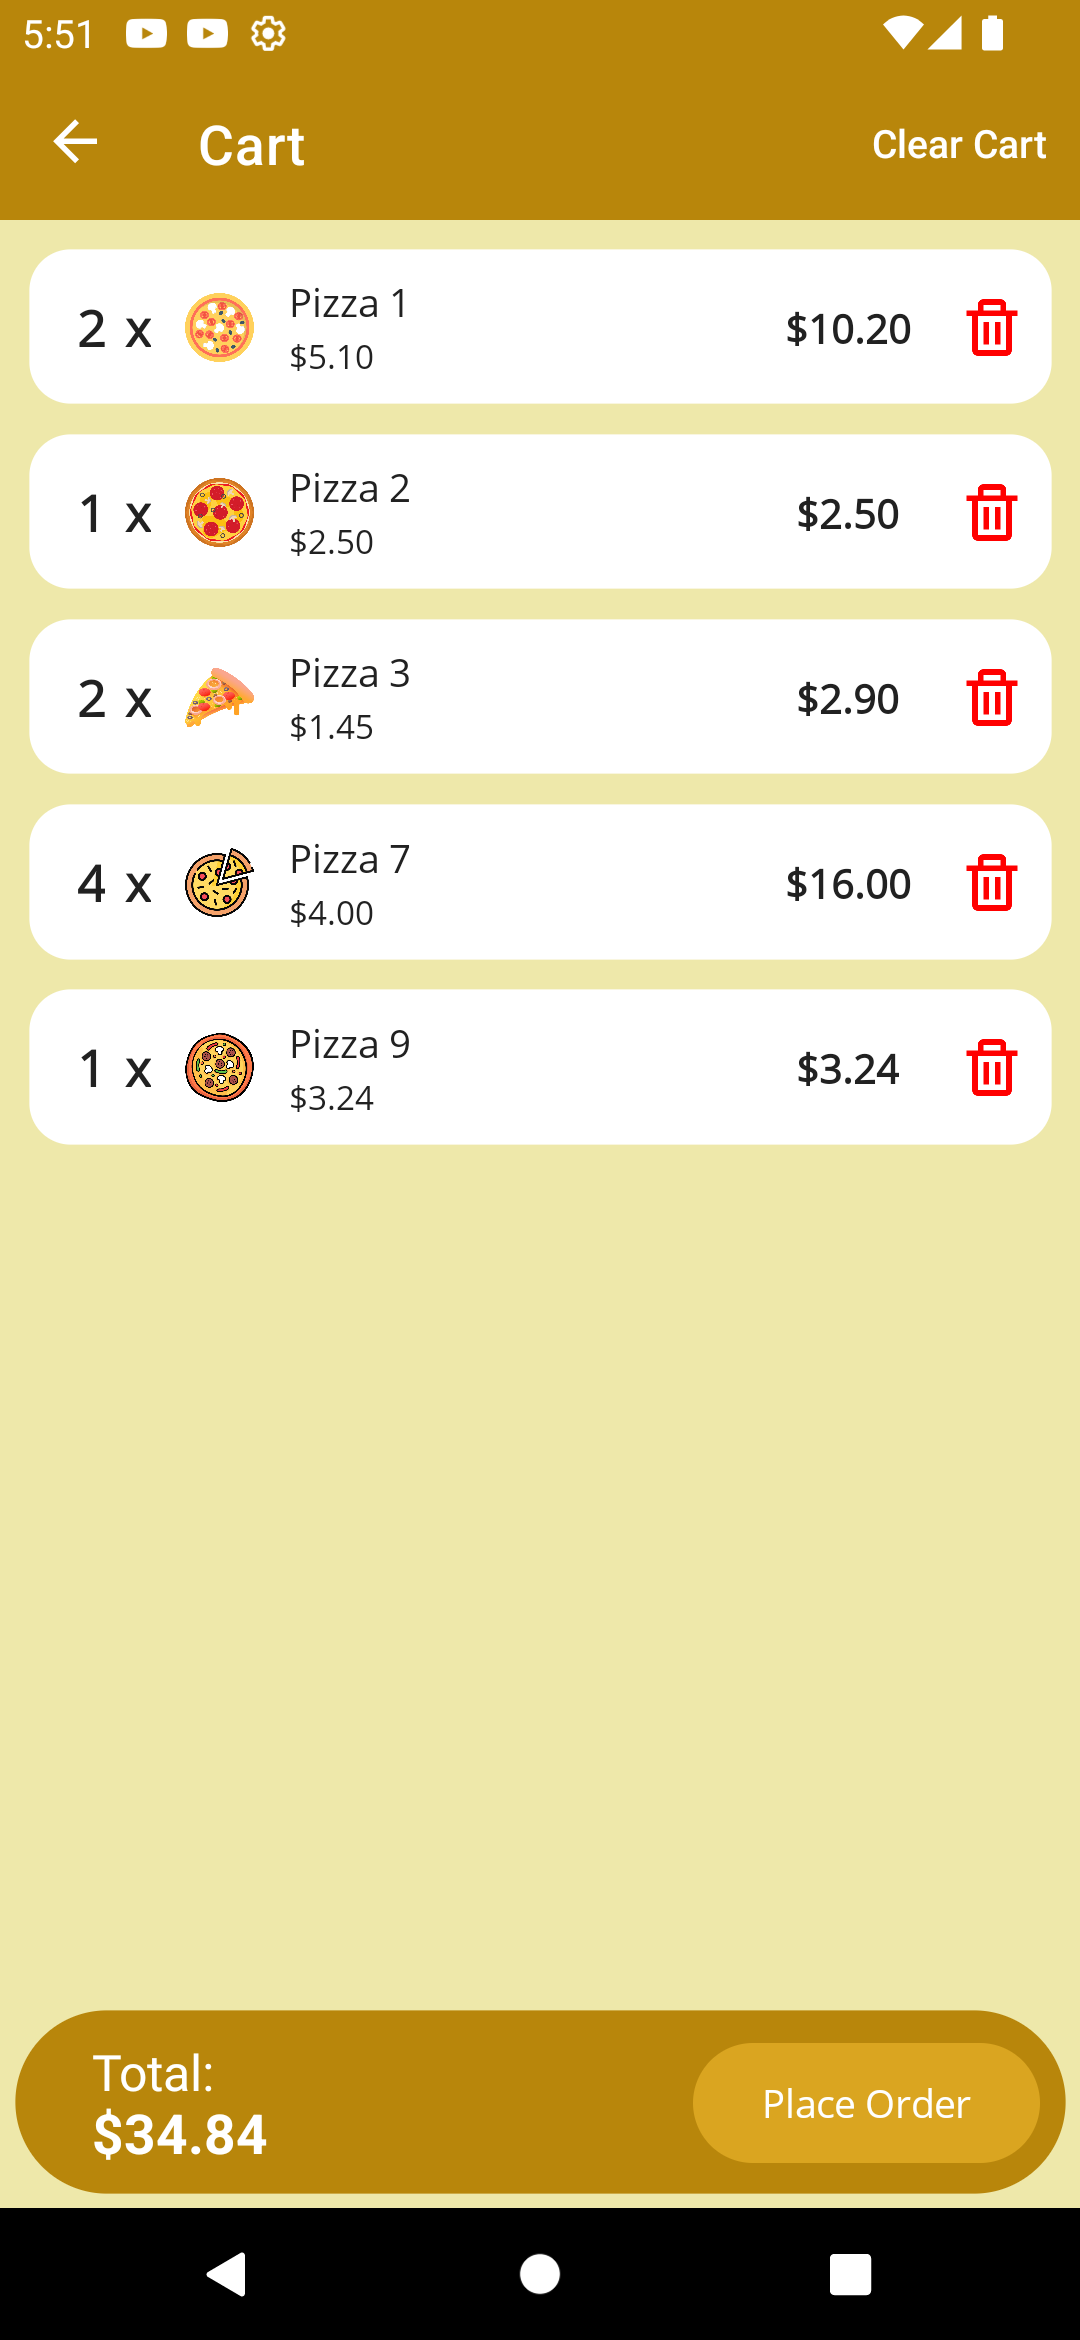 5:51
Cart
Clear Cart
2 x
Pizza 1
$5.10
$10.20
1 x
Pizza 2
$2.50
$2.50
2 x
Pizza 3
$1.45
$2.90
4 x
Pizza 7
$4.00
$16.00
1 x
Pizza 9
$3.24
$3.24
Total:
$34.84
Place Order